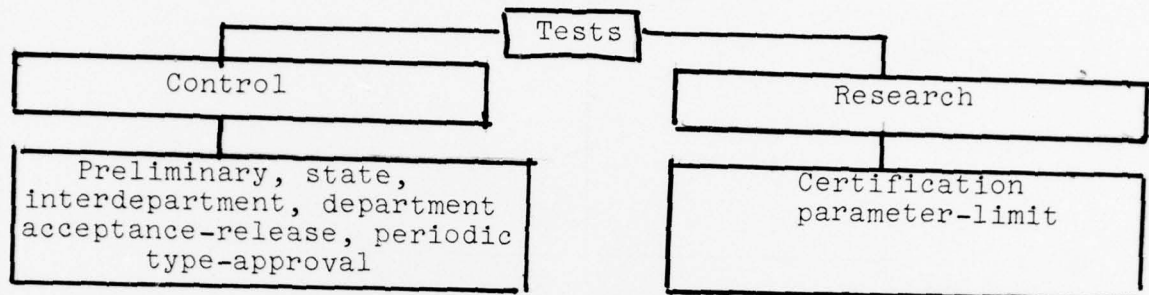 Tests
Control
Research
Preliminary, state,
interdepartment, department
acceptance-release, periodic
type-approval
Certification
parameter-limit